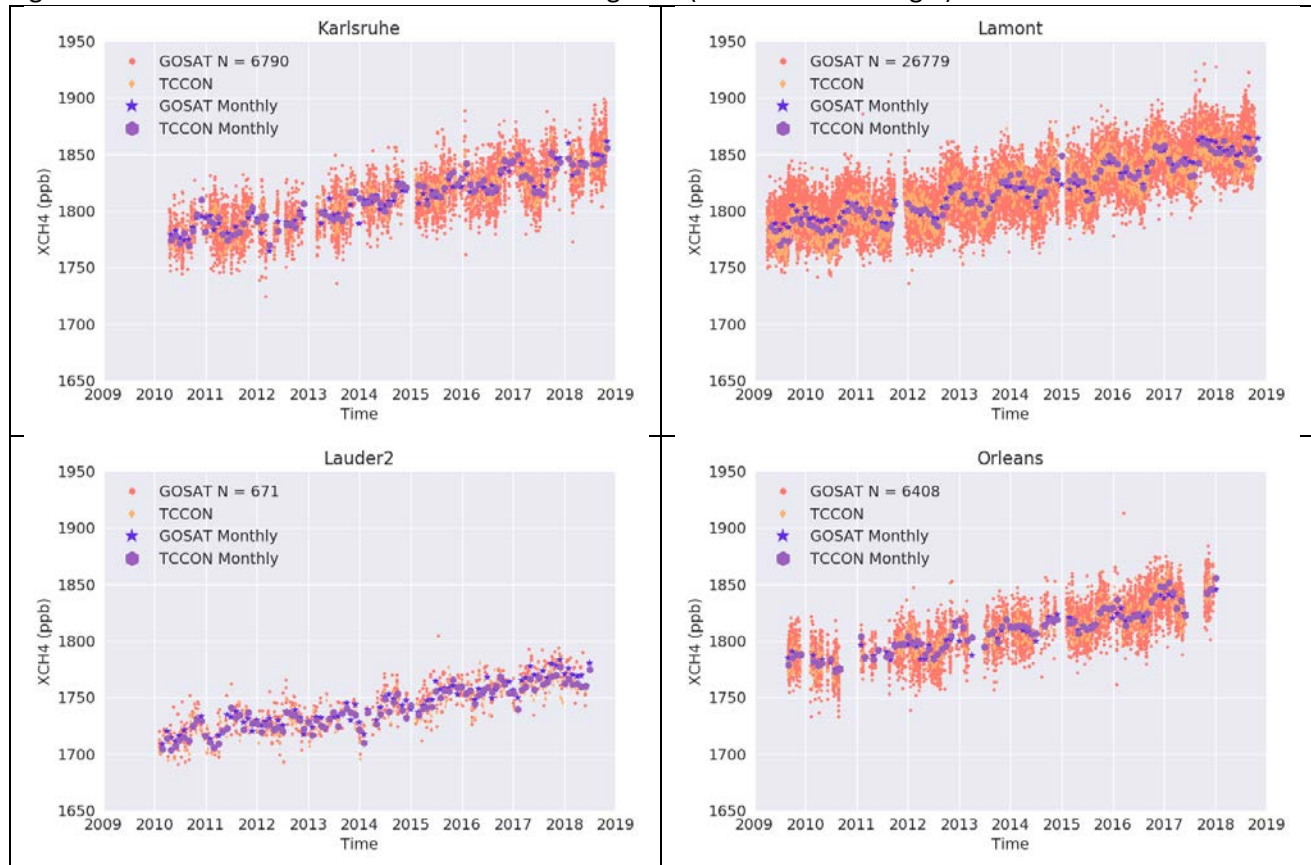 Karlsruhe
1950
1900
1850
1800
1750
1700
1650
XCH4 (ppb)
GOSAT N = 6790
TCCON
GOSAT Monthly
TCCON Monthly
2009 2010 2011 2012 2013 2014 2015 2016 2017 2018 2019
Time
Lamont
1950
1900
1850
1800
1750
1700
1650
XCH4 (ppb)
GOSAT N = 26779
TCCON
GOSAT Monthly
TCCON Monthly
2009 2010 2011 2012 2013 2014 2015 2016 2017 2018 2019
Time
Lauder2
1950
1900
1850
1800
1750
1700
1650
XCH4 (ppb)
GOSAT N = 671
TCCON
GOSAT Monthly
TCCON Monthly
2009 2010 2011 2012 2013 2014 2015 2016 2017 2018 2019
Time
Orleans
1950
1900
1850
1800
1750
1700
1650
XCH4 (ppb)
GOSAT N = 6408
TCCON
GOSAT Monthly
TCCON Monthly
2009 2010 2011 2012 2013 2014 2015 2016 2017 2018 2019
Time